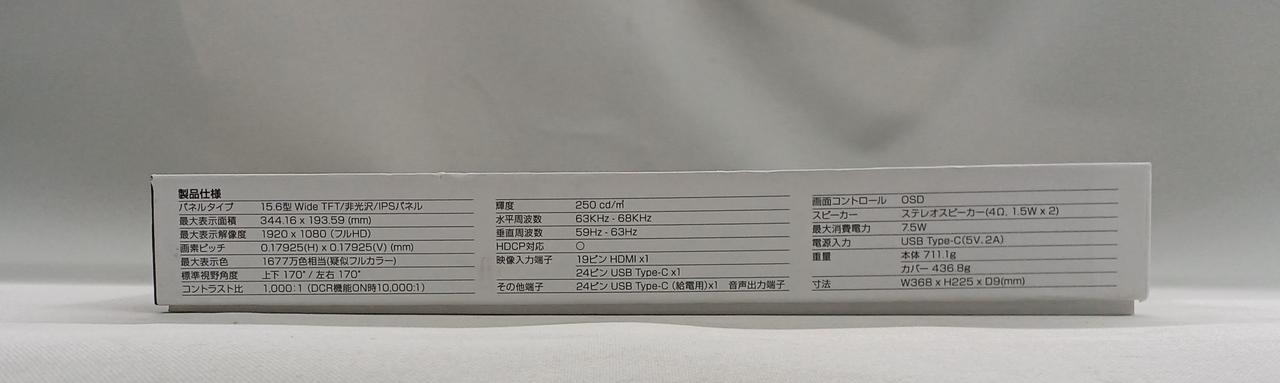 製品仕様
パネルタイプ 15.6型 Wide TFT/非光沢/IPSパネル
最大表示面積 344.16 x 193.59 (mm)
最大表示解像度 1920 x 1080 (フルHD)
画素ピッチ 0.17925(H) x 0.17925(V) (mm)
最大表示色 1677万色相当(疑似フルカラー)
標準視野角度 上下 170° / 左右 170°
コントラスト比 1,000:1 (DCR機能ON時10,000:1)
輝度 250 cd/㎡
水平周波数 63KHz - 68KHz
垂直周波数 59Hz - 63Hz
HDCP対応 ○
映像入力端子 19ピン HDMI x1
24ピン USB Type-C x1
その他端子 24ピン USB Type-C (給電用)x1 音声出力端子
画面コントロール OSD
スピーカー ステレオスピーカー(4Ω, 1.5W x 2)
最大消費電力 7.5W
電源入力 USB Type-C(5V, 2A)
重量 本体 711.1g
カバー 436.8g
寸法 W368 x H225 x D9(mm)